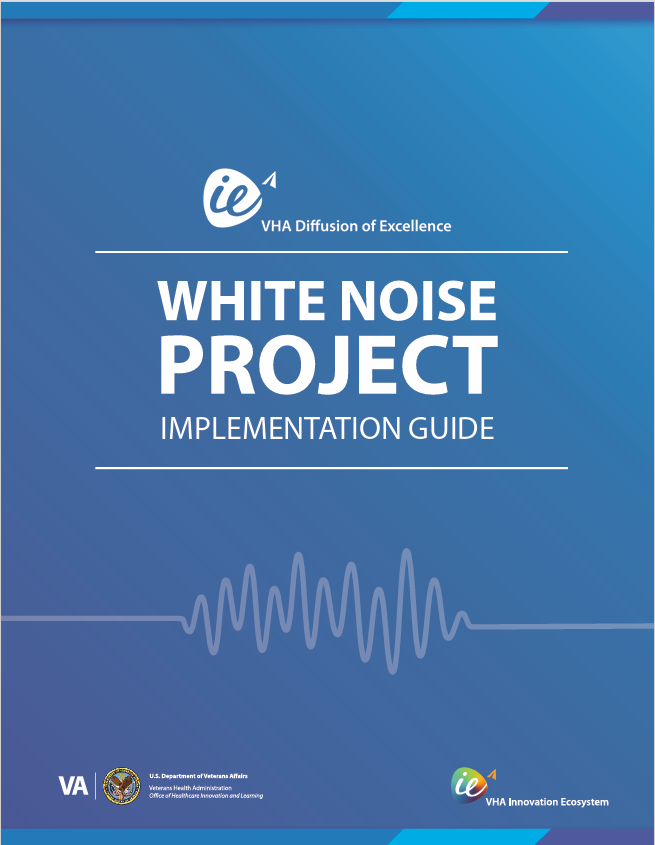 ie
VHA Diffusion of Excellence
WHITE NOISE
PROJECT
IMPLEMENTATION GUIDE
VA
U.S. Department of Veterans Affairs
Veterans Health Administration
Office of Healthcare Innovation and Learning
ie
VHA Innovation Ecosystem